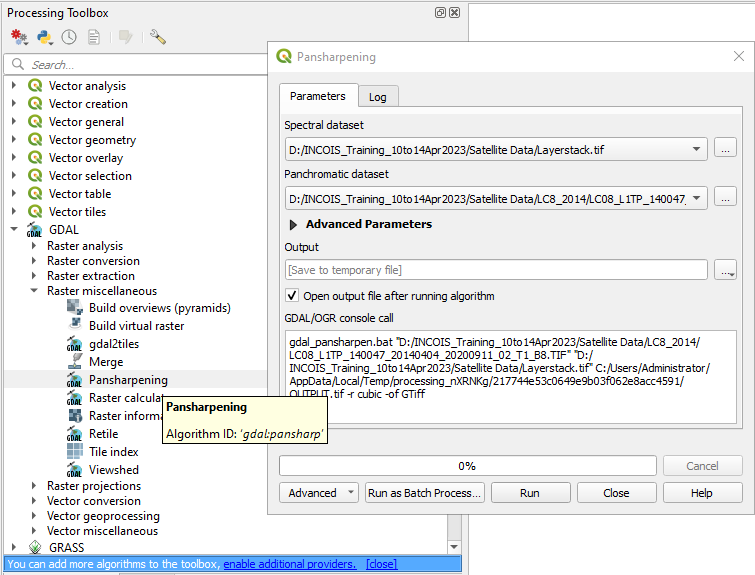 Processing Toolbox
Search...
Vector analysis
Vector creation
Vector general
Vector geometry
Vector overlay
Vector selection
Vector table
Vector tiles
GDAL
Raster analysis
Raster conversion
Raster extraction
Raster miscellaneous
Build overviews (pyramids)
Build virtual raster
gdal2tiles
Merge
Pansharpening
Raster calculat
Raster informa
Retile
Tile index
Viewshed
Raster projections
Vector conversion
Vector geoprocessing
Vector miscellaneous
GRASS
You can add more algorithms to the toolbox, enable additional providers. [close]
Pansharpening
Algorithm ID: 'gdal:pansharp'
Pansharpening
Parameters
Log
Spectral dataset
D:/INCOIS_Training_10to14Apr2023/Satellite Data/Layerstack.tif
...
Panchromatic dataset
D:/INCOIS_Training_10to14Apr2023/Satellite Data/LC8_2014/LC08_L1TP_140047_
...
Advanced Parameters
Output
[Save to temporary file]
...
Open output file after running algorithm
GDAL/OGR console call
gdal_pansharpen.bat "D:/INCOIS_Training_10to14Apr2023/Satellite Data/LC8_2014/
LC08_L1TP_140047_20140404_20200911_02_T1_B8.TIF" "D:/
INCOIS_Training_10to14Apr2023/Satellite Data/Layerstack.tif" C:/Users/Administrator/
AppData/Local/Temp/processing_nXRNKg/217744e53c0649e9b03f062e8acc4591/
OUTPUT.tif -r cubic -of GTiff
0%
Cancel
Advanced
Run as Batch Process...
Run
Close
Help